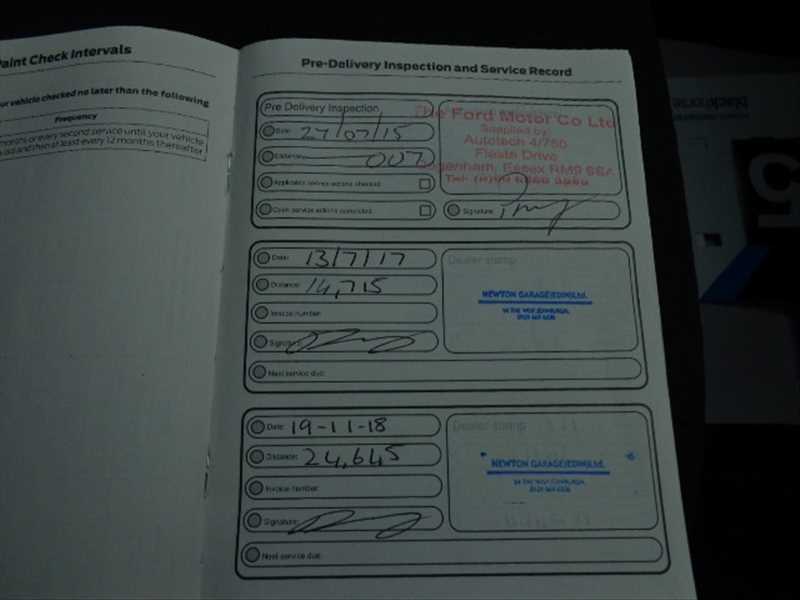 Paint Check Intervals
our vehicle checked no later than the following
Frequency
months or every second service until your vehicle
old and then at least every 12 months thereafter
Pre-Delivery Inspection and Service Record
Pre Delivery Inspection
Date: 27/07/15
Distance: 007
Applicable service actions checked
Open service actions completed
The Ford Motor Co Ltd
Supplied by:
Autotech 4/750
Fiesta Drive
Dagenham, Essex RM9 6SA
Signature:
Date: 13/7/17
Distance: 14,715
Invoice number:
Signature:
Next service due:
Dealer stamp
NEWTON GARAGE(EDIN)Ltd.
Date: 19-11-18
Distance: 24,645
Invoice number:
Signature:
Next service due:
Dealer stamp
NEWTON GARAGE(EDIN)Ltd.
blackphone
5